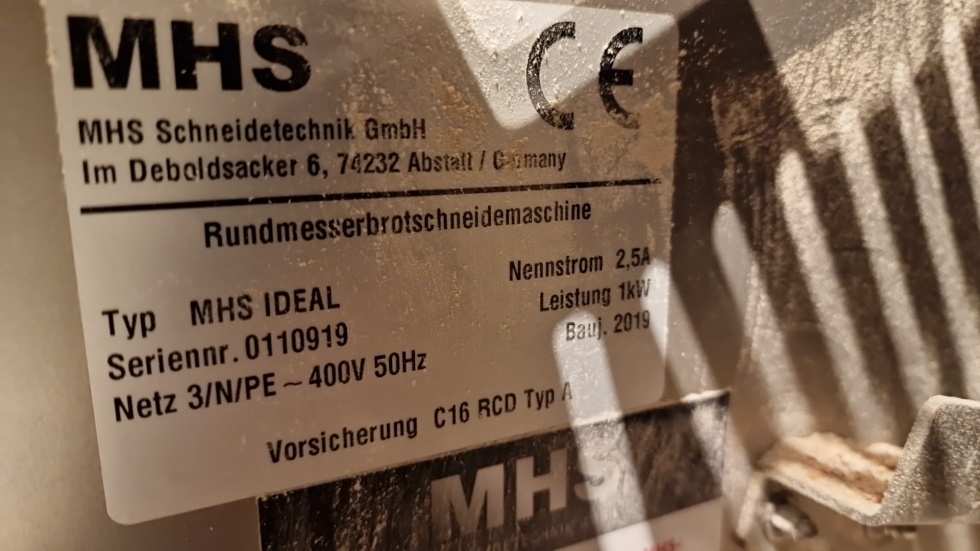 MHS
CE
MHS Schneidetechnik GmbH
Im Deboldsacker 6, 74232 Abstatt / Germany
Rundmesserbrotschneidemaschine
Nennstrom 2,5A
Typ MHS IDEAL
Leistung 1kW
Seriennr. 0110919
Bauj. 2019
Netz 3/N/PE ~ 400V 50Hz
Vorsicherung C16 RCD Typ A
MHS